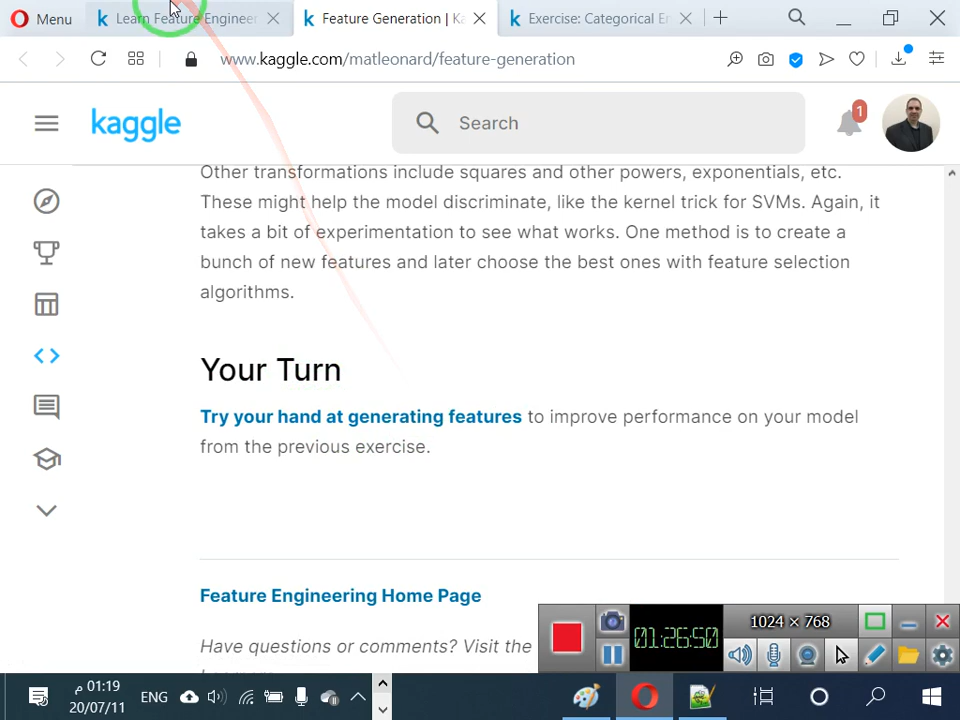 Menu
Learn Feature Engineer
Feature Generation | Ka
Exercise: Categorical En
www.kaggle.com/matleonard/feature-generation
kaggle
Search
1
Other transformations include squares and other powers, exponentials, etc.
These might help the model discriminate, like the kernel trick for SVMs. Again, it
takes a bit of experimentation to see what works. One method is to create a
bunch of new features and later choose the best ones with feature selection
algorithms.
Your Turn
Try your hand at generating features to improve performance on your model
from the previous exercise.
Feature Engineering Home Page
Have questions or comments? Visit the
01:26:50
1024 × 768
01:19 م
20/07/11
ENG